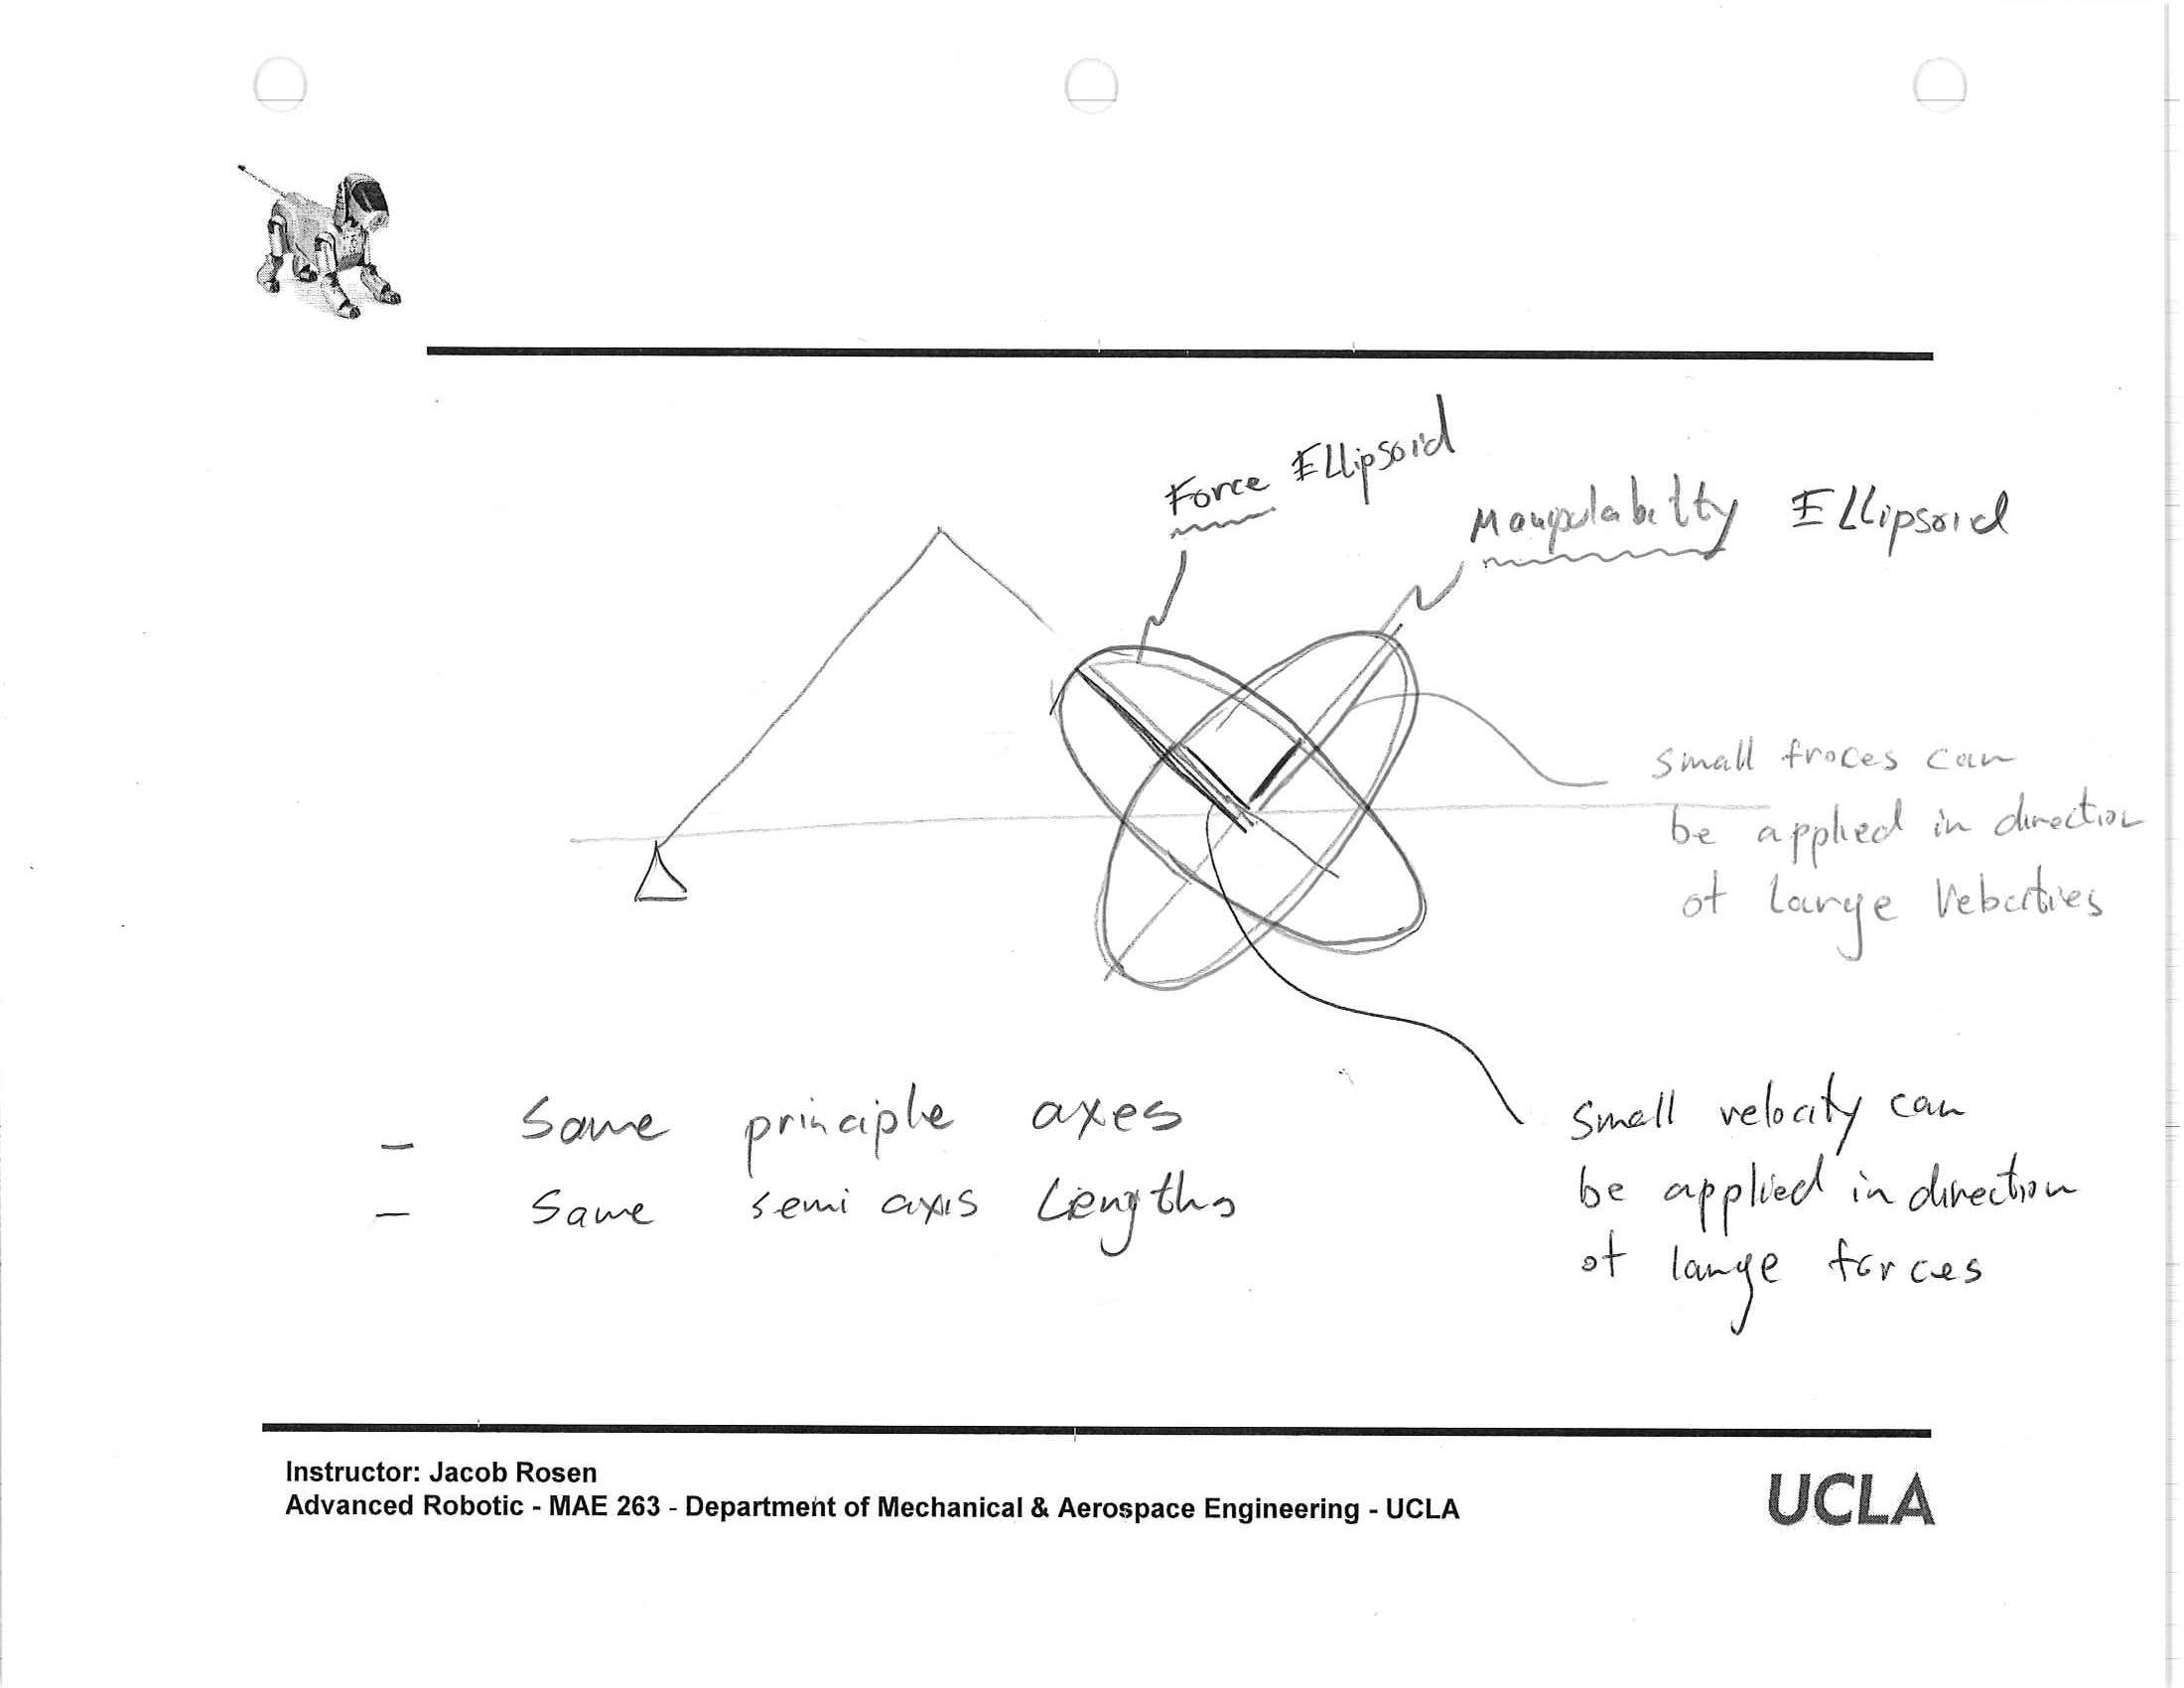 Force Ellipsoid
Manipulability Ellipsoid
small froces can
be applied in direction
of large velocities
- Same principle axes
- Same semi axis Lengths
Small velocity can
be applied in direction
of large forces
Instructor: Jacob Rosen
Advanced Robotic - MAE 263 - Department of Mechanical & Aerospace Engineering - UCLA
UCLA